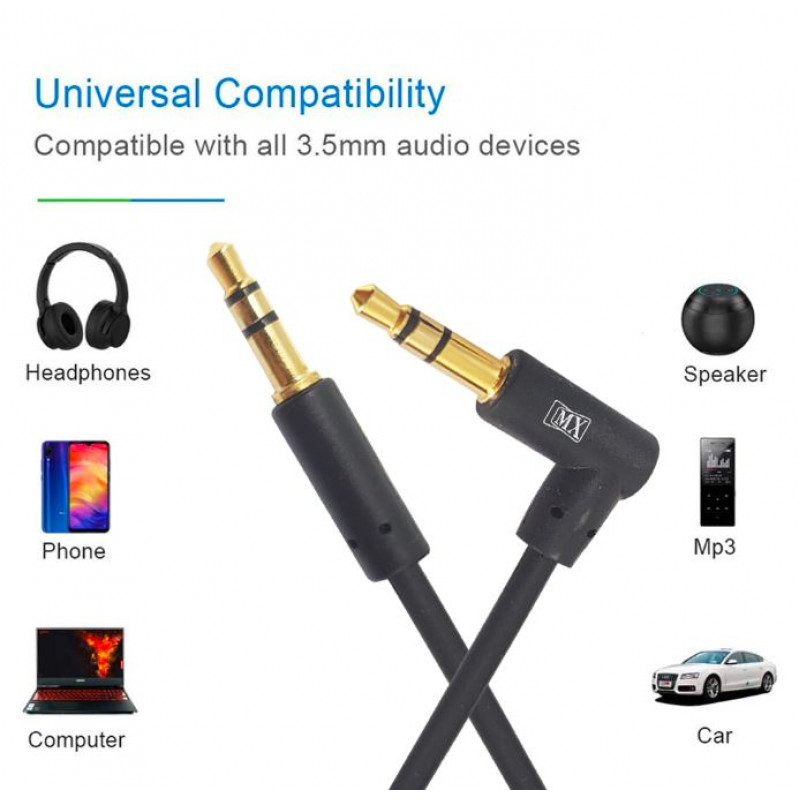 Universal Compatibility
Compatible with all 3.5mm audio devices
Headphones
Speaker
MX
Phone
Mp3
Computer
Car